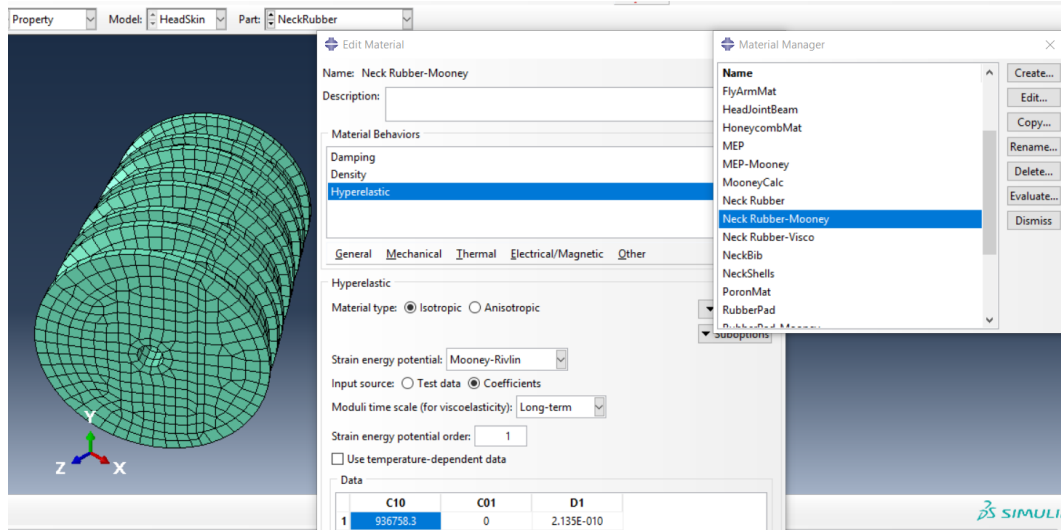 Property Model: HeadSkin Part: NeckRubber
Edit Material
Name: Neck Rubber-Mooney
Description:
Material Behaviors
Damping
Density
Hyperelastic
General Mechanical Thermal Electrical/Magnetic Other
Hyperelastic
Material type: Isotropic Anisotropic
Suboptions
Strain energy potential: Mooney-Rivlin
Input source: Test data Coefficients
Moduli time scale (for viscoelasticity): Long-term
Strain energy potential order: 1
Use temperature-dependent data
Data
C10 C01 D1
1 936758.3 0 2.135E-010
Material Manager
Name
FlyArmMat
HeadJointBeam
HoneycombMat
MEP
MEP-Mooney
MooneyCalc
Neck Rubber
Neck Rubber-Mooney
Neck Rubber-Visco
NeckBib
NeckShells
PoronMat
RubberPad
RubberPad-Mooney
Create...
Edit...
Copy...
Rename...
Delete...
Evaluate...
Dismiss
Y
Z X
SIMULI